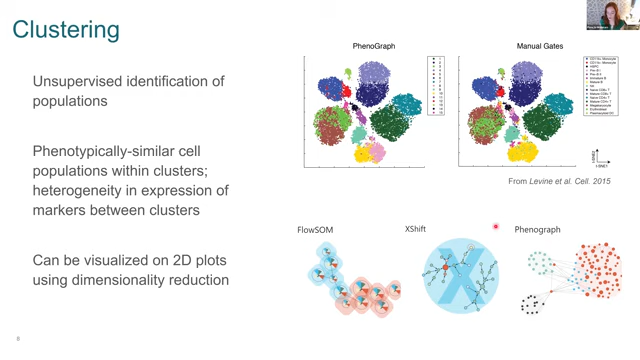 Clustering
Unsupervised identification of
populations
Phenotypically-similar cell
populations within clusters;
heterogeneity in expression of
markers between clusters
Can be visualized on 2D plots
using dimensionality reduction
PhenoGraph
Manual Gates
From Levine et al. Cell. 2015
FlowSOM
XShift
Phenograph
8